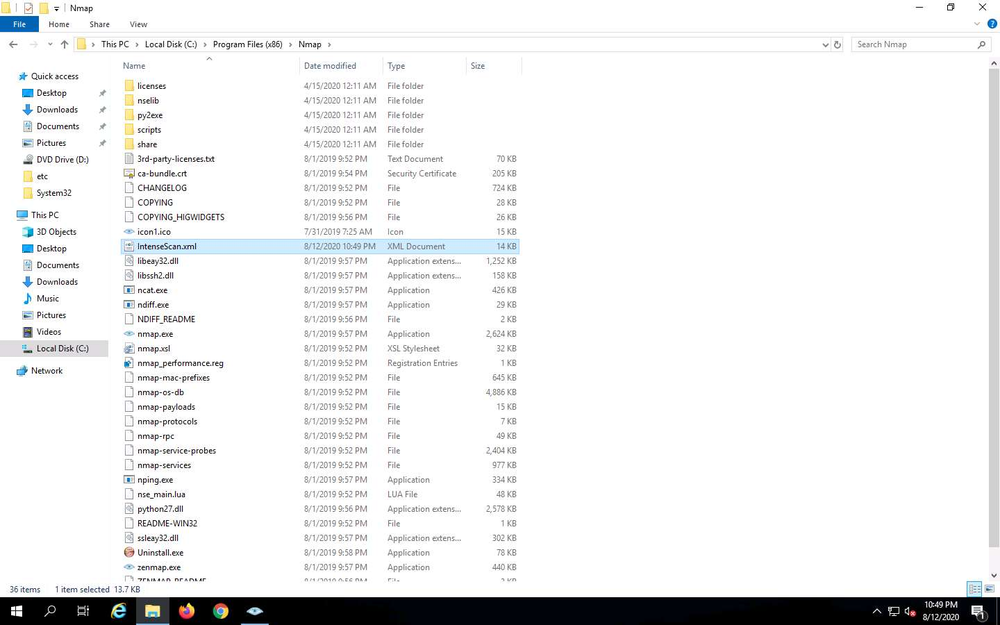 Nmap
File Home Share View
This PC Local Disk (C:) Program Files (x86) Nmap Search Nmap
Name Date modified Type Size
Quick access
Desktop
Downloads
Documents
Pictures
DVD Drive (D:)
etc
System32
This PC
3D Objects
Desktop
Documents
Downloads
Music
Pictures
Videos
Local Disk (C:)
Network
licenses 4/15/2020 12:11 AM File folder
nselib 4/15/2020 12:11 AM File folder
py2exe 4/15/2020 12:11 AM File folder
scripts 4/15/2020 12:11 AM File folder
share 4/15/2020 12:11 AM File folder
3rd-party-licenses.txt 8/1/2019 9:52 PM Text Document 70 KB
ca-bundle.crt 8/1/2019 9:54 PM Security Certificate 205 KB
CHANGELOG 8/1/2019 9:52 PM File 724 KB
COPYING 8/1/2019 9:52 PM File 28 KB
COPYING_HIGWIDGETS 8/1/2019 9:56 PM File 26 KB
icon1.ico 7/31/2019 7:25 AM Icon 15 KB
IntenseScan.xml 8/12/2020 10:49 PM XML Document 14 KB
libeay32.dll 8/1/2019 9:57 PM Application extens... 1,252 KB
libssh2.dll 8/1/2019 9:57 PM Application extens... 158 KB
ncat.exe 8/1/2019 9:57 PM Application 426 KB
ndiff.exe 8/1/2019 9:57 PM Application 29 KB
NDIFF_README 8/1/2019 9:56 PM File 2 KB
nmap.exe 8/1/2019 9:57 PM Application 2,624 KB
nmap.xsl 8/1/2019 9:52 PM XSL Stylesheet 32 KB
nmap_performance.reg 8/1/2019 9:52 PM Registration Entries 1 KB
nmap-mac-prefixes 8/1/2019 9:52 PM File 645 KB
nmap-os-db 8/1/2019 9:52 PM File 4,886 KB
nmap-payloads 8/1/2019 9:52 PM File 15 KB
nmap-protocols 8/1/2019 9:52 PM File 7 KB
nmap-rpc 8/1/2019 9:52 PM File 49 KB
nmap-service-probes 8/1/2019 9:52 PM File 2,404 KB
nmap-services 8/1/2019 9:52 PM File 977 KB
nping.exe 8/1/2019 9:57 PM Application 334 KB
nse_main.lua 8/1/2019 9:52 PM LUA File 48 KB
python27.dll 8/1/2019 9:56 PM Application extens... 2,578 KB
README-WIN32 8/1/2019 9:52 PM File 1 KB
ssleay32.dll 8/1/2019 9:57 PM Application extens... 302 KB
Uninstall.exe 8/1/2019 9:58 PM Application 78 KB
zenmap.exe 8/1/2019 9:57 PM Application 440 KB
ZENMAP_README 8/1/2019 9:56 PM File
36 items 1 item selected 13.7 KB
10:49 PM
8/12/2020
1